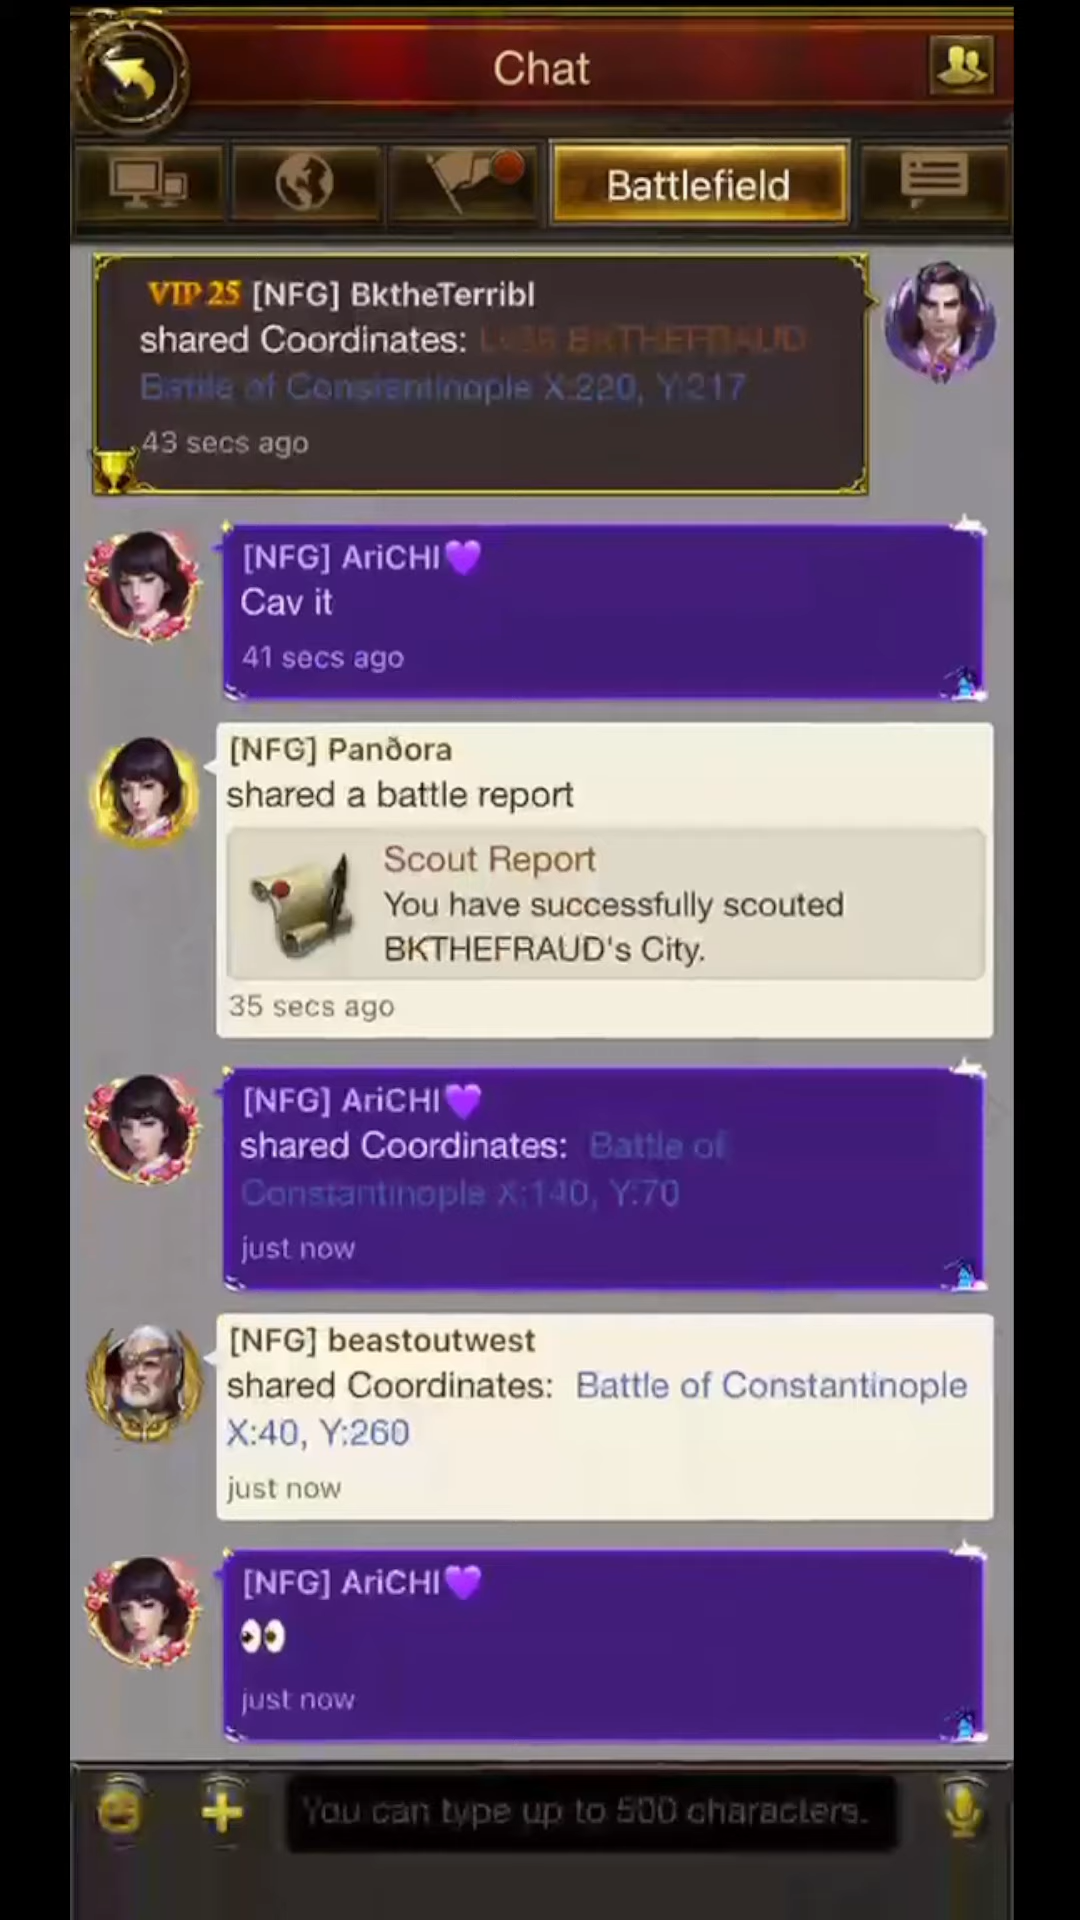 Chat
Battlefield
VIP 25 [NFG] BktheTerribl
shared Coordinates: BKTHEFRAUD
Battle of Constantinople X:220, Y:217
43 secs ago
[NFG] AriCHI💜
Cav it
41 secs ago
[NFG] Panðora
shared a battle report
Scout Report
You have successfully scouted
BKTHEFRAUD's City.
35 secs ago
[NFG] AriCHI💜
shared Coordinates: Battle of
Constantinople X:140, Y:70
just now
[NFG] beastoutwest
shared Coordinates: Battle of Constantinople
X:40, Y:260
just now
[NFG] AriCHI💜
👀
just now
You can type up to 500 characters.